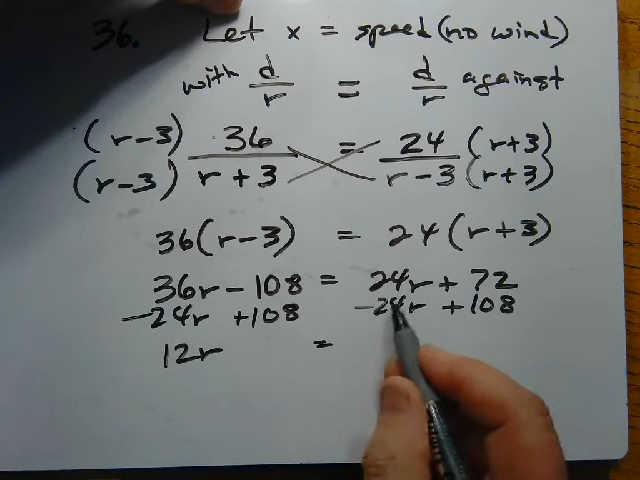 36. Let x = speed (no wind)
with d/r = d/r against
(r-3) 36 = 24 (r+3)
(r-3) r+3 r-3 (r+3)
36(r-3) = 24(r+3)
36r - 108 = 24r + 72
-24r +108 -24r +108
12r =